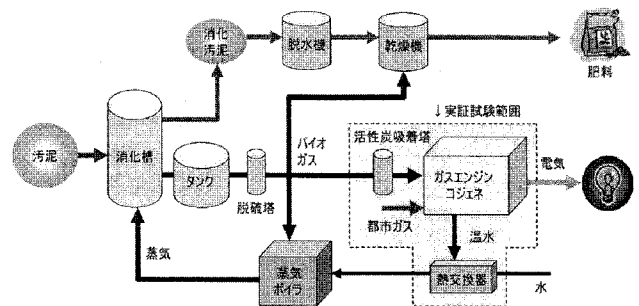 消化
汚泥
脱水機
乾燥機
肥料
↓実証試験範囲
汚泥
消化槽
タンク
脱硫塔
バイオ
ガス
活性炭吸着塔
ガスエンジン
コジェネ
電気
都市ガス
温水
蒸気
蒸気
ボイラ
熱交換器
水